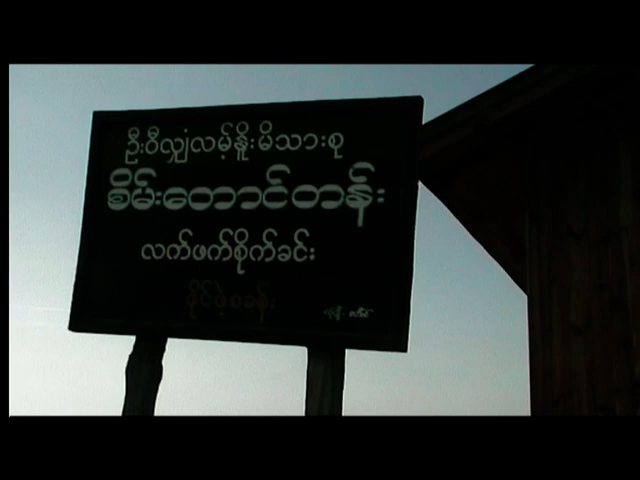 ဦးဝီလျှံလမ့်နိူးမိသားစု
စိမ်းတောင်တန်း
လက်ဖက်စိုက်ခင်း